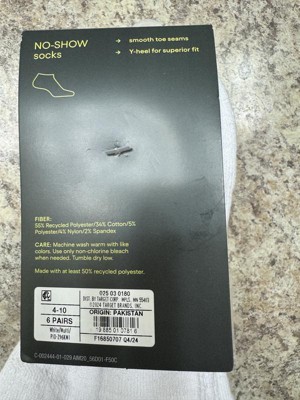 NO-SHOW
socks
→ smooth toe seams
→ Y-heel for superior fit
FIBER:
55% Recycled Polyester/34% Cotton/5%
Polyester/4% Nylon/2% Spandex
CARE: Machine wash warm with like
colors. Use only non-chlorine bleach
when needed. Tumble dry low.
Made with at least 50% recycled polyester.
025 03 0180
DIST. BY TARGET CORP., MPLS, MN 55403
©2024 TARGET BRANDS, INC.
4-10
6 PAIRS
ORIGIN: PAKISTAN
F16850707 Q4/24